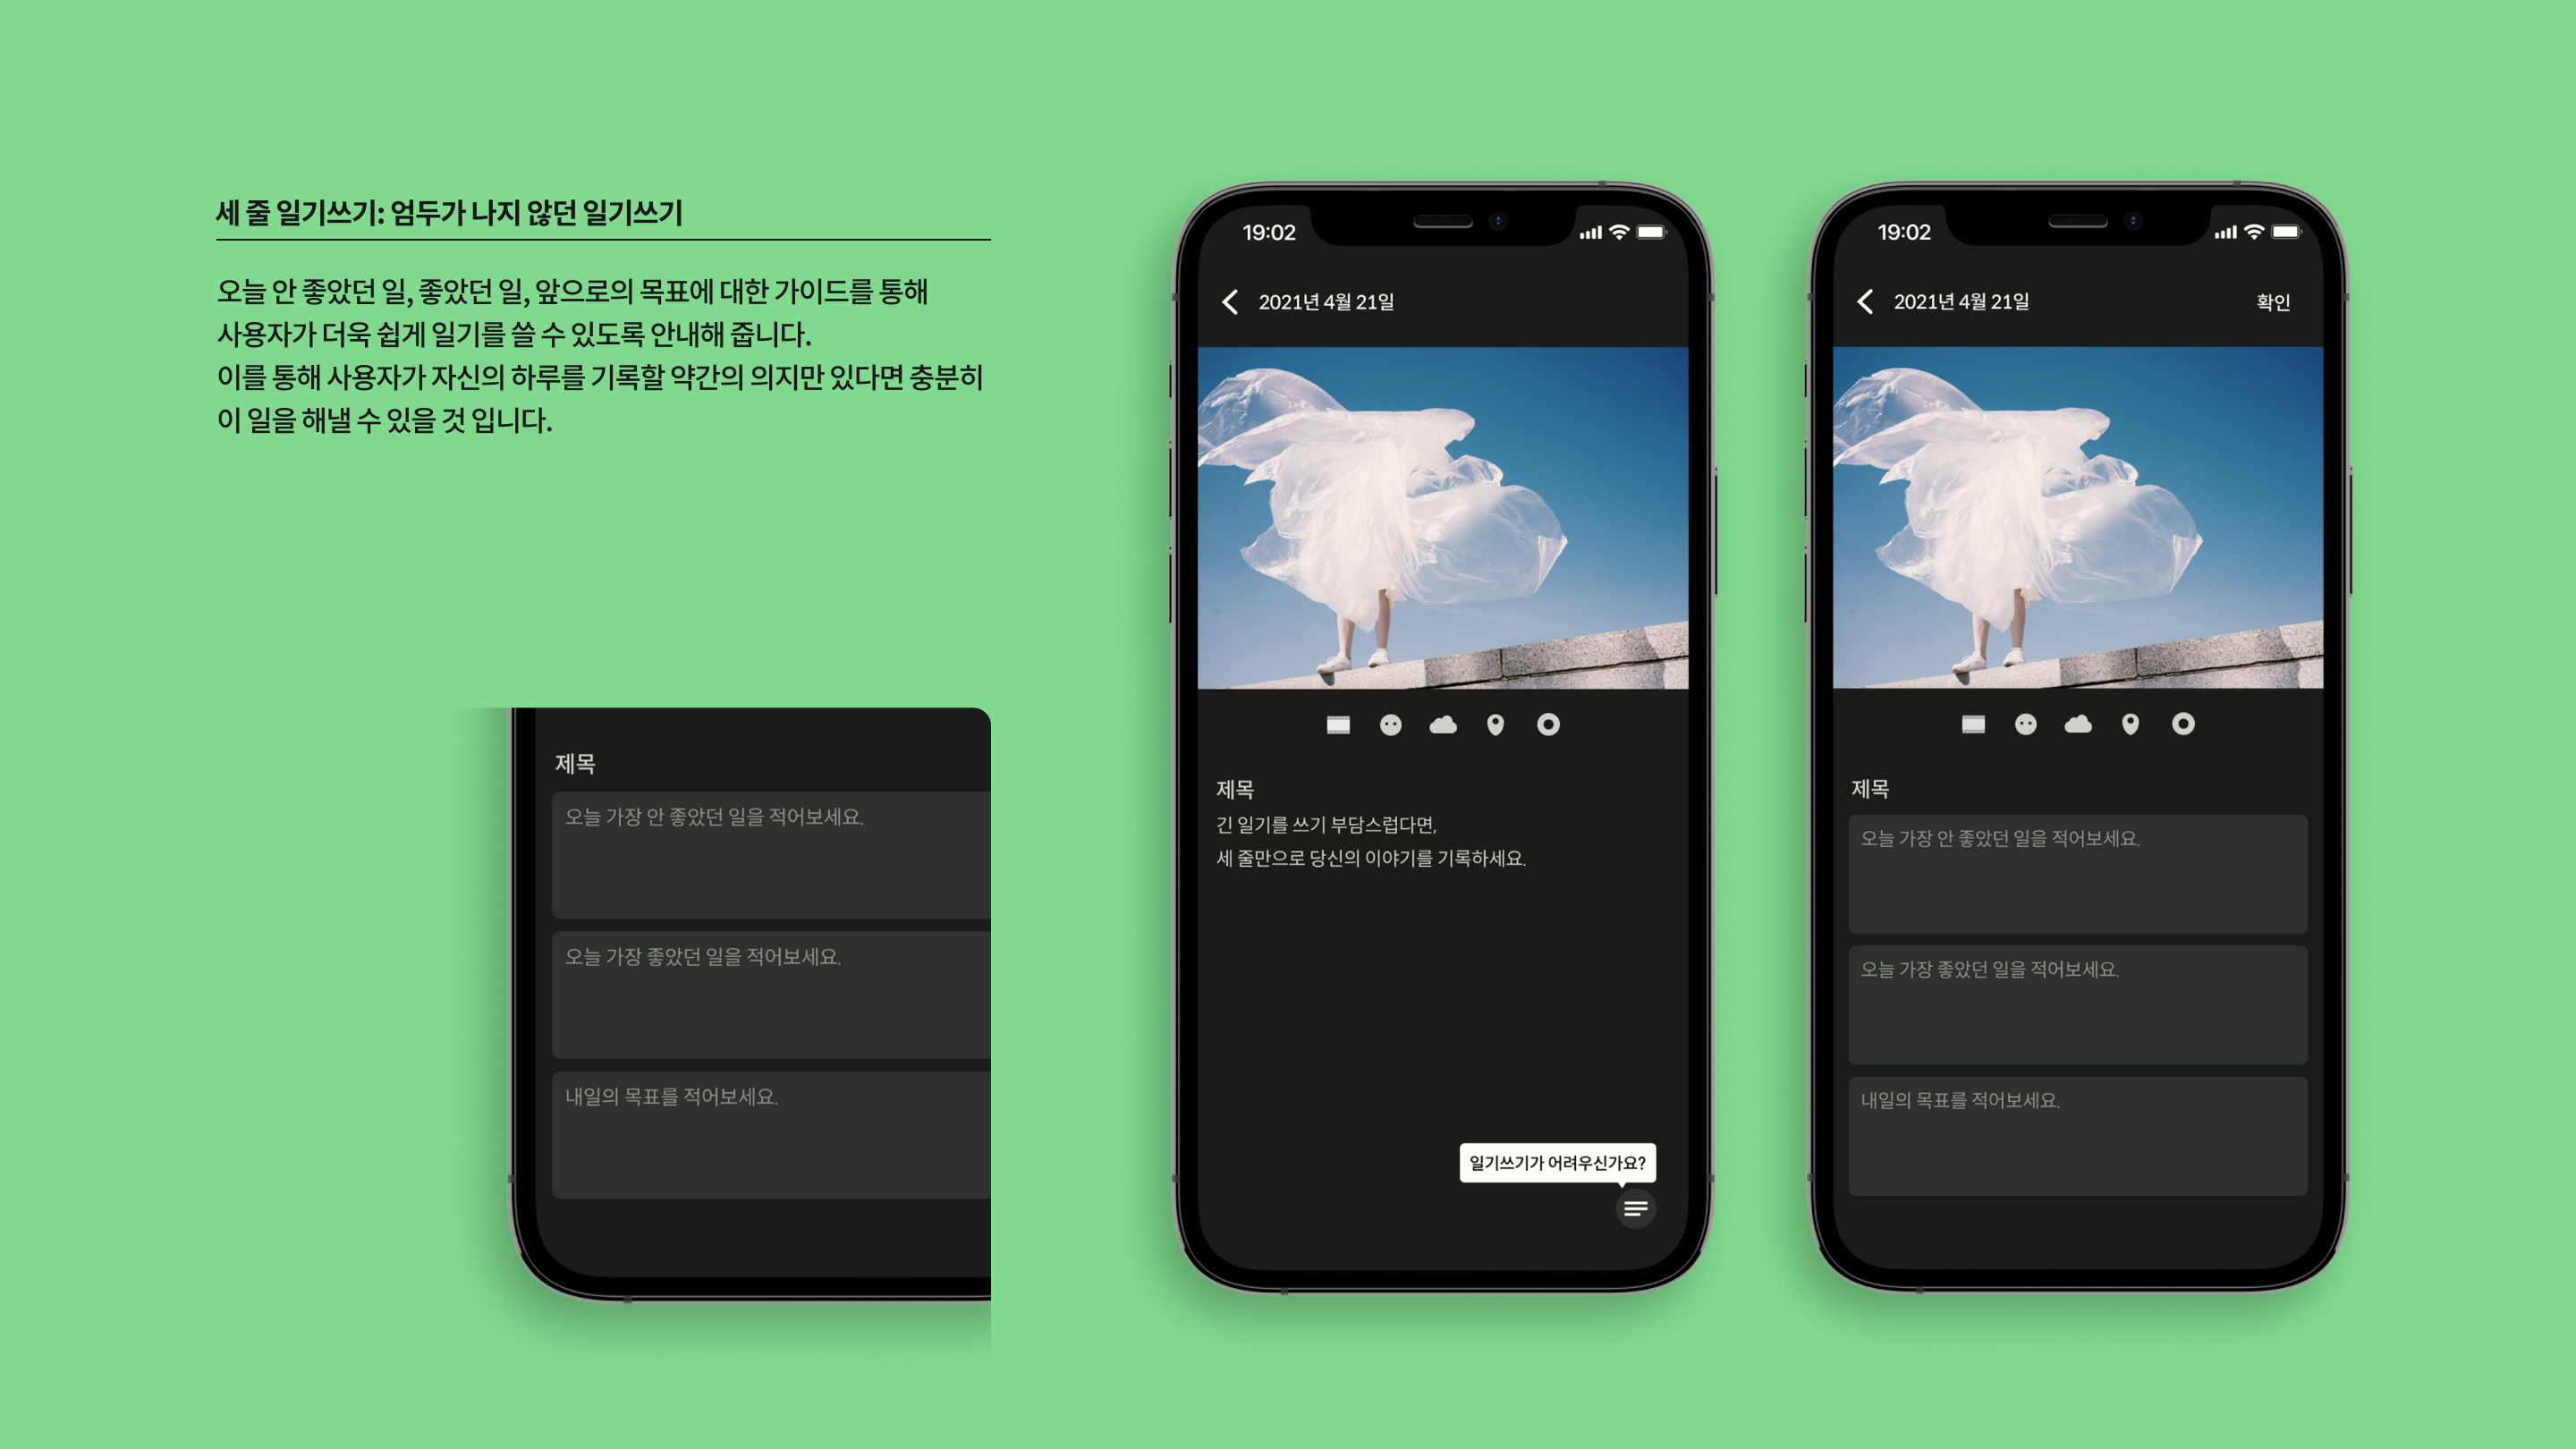 세 줄 일기쓰기: 엄두가 나지 않던 일기쓰기
오늘 안 좋았던 일, 좋았던 일, 앞으로의 목표에 대한 가이드를 통해
사용자가 더욱 쉽게 일기를 쓸 수 있도록 안내해 줍니다.
이를 통해 사용자가 자신의 하루를 기록할 약간의 의지만 있다면 충분히
이 일을 해낼 수 있을 것 입니다.
제목
오늘 가장 안 좋았던 일을 적어보세요.
오늘 가장 좋았던 일을 적어보세요.
내일의 목표를 적어보세요.
19:02
2021년 4월 21일
제목
긴 일기를 쓰기 부담스럽다면,
세 줄만으로 당신의 이야기를 기록하세요.
일기쓰기가 어려우신가요?
19:02
2021년 4월 21일
확인
제목
오늘 가장 안 좋았던 일을 적어보세요.
오늘 가장 좋았던 일을 적어보세요.
내일의 목표를 적어보세요.